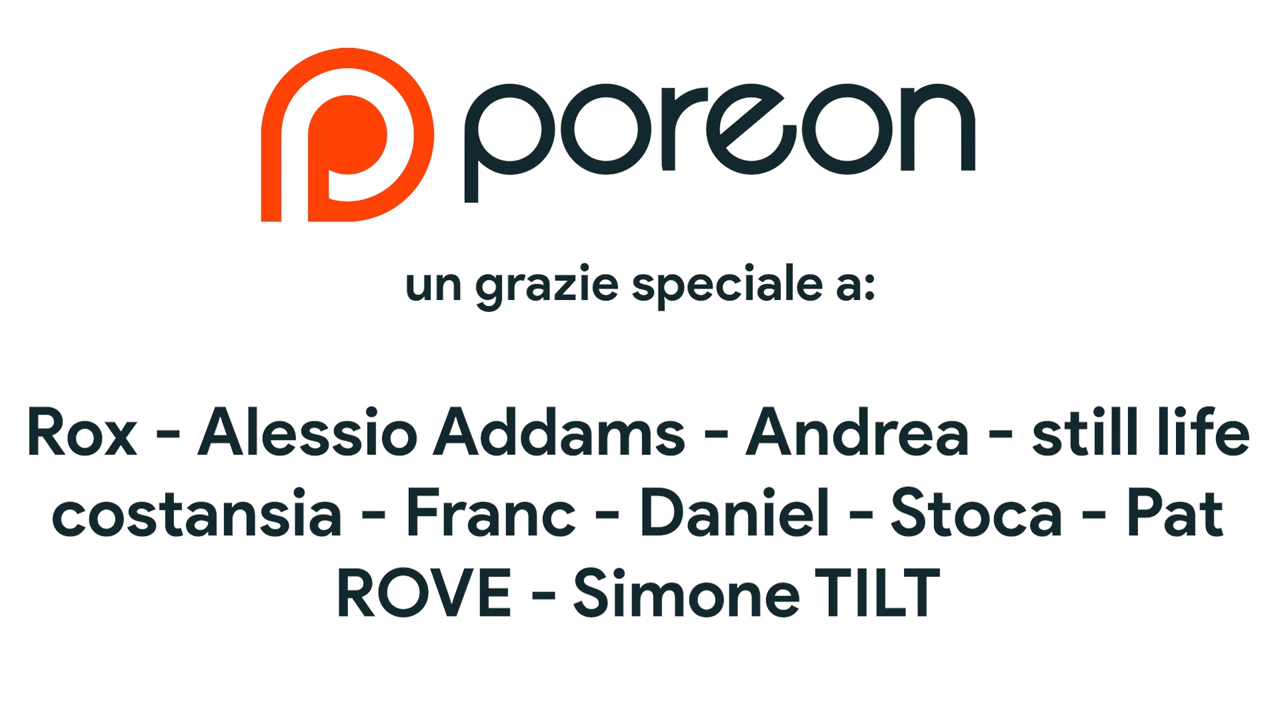 poreon
un grazie speciale a:
Rox - Alessio Addams - Andrea - still life
costansia - Franc - Daniel - Stoca - Pat
ROVE - Simone TILT